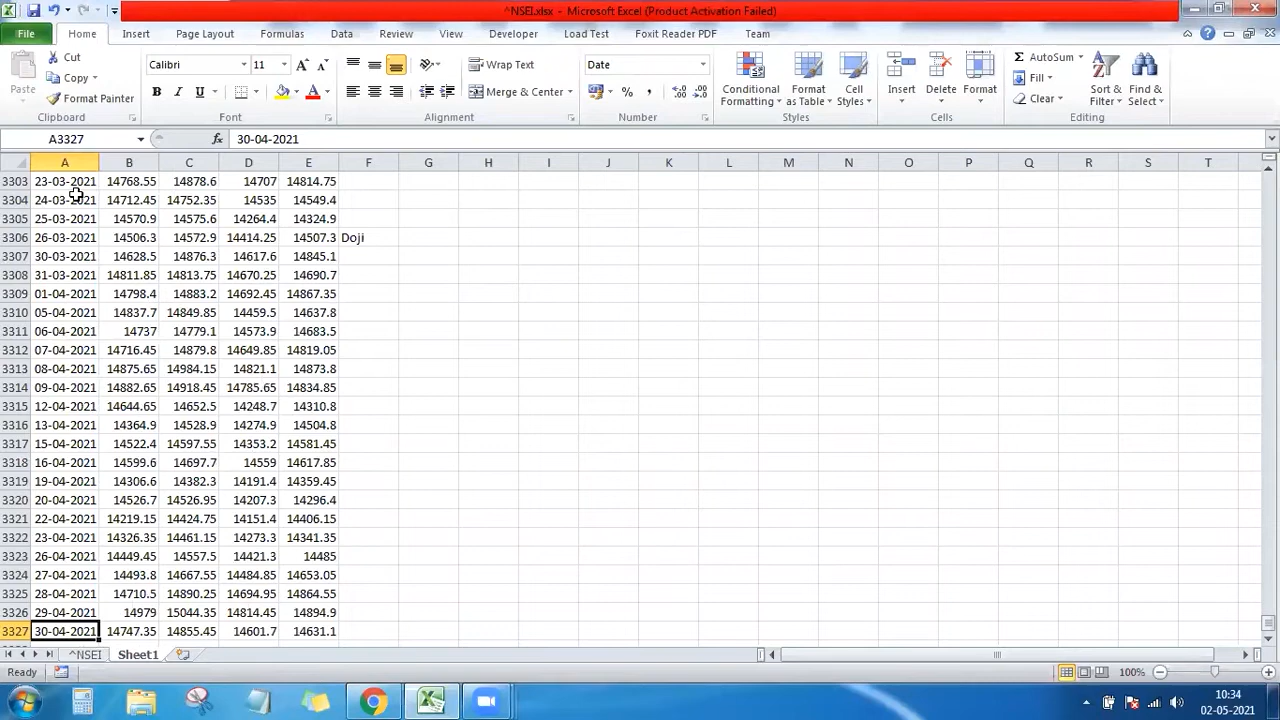 ^NSEI.xlsx - Microsoft Excel (Product Activation Failed)
File Home Insert Page Layout Formulas Data Review View Developer Load Test Foxit Reader PDF Team
Paste
Cut
Copy
Format Painter
Clipboard
Calibri 11
B I U
Font
Wrap Text
Merge & Center
Alignment
Date
Number
Conditional Formatting
Format as Table
Cell Styles
Styles
Insert Delete Format
Cells
AutoSum
Fill
Clear
Sort & Filter
Find & Select
Editing
A3327 fx 30-04-2021
A B C D E F G H I J K L M N O P Q R S T
3303 23-03-2021 14768.55 14878.6 14707 14814.75
3304 24-03-2021 14712.45 14752.35 14535 14549.4
3305 25-03-2021 14570.9 14575.6 14264.4 14324.9
3306 26-03-2021 14506.3 14572.9 14414.25 14507.3 Doji
3307 30-03-2021 14628.5 14876.3 14617.6 14845.1
3308 31-03-2021 14811.85 14813.75 14670.25 14690.7
3309 01-04-2021 14798.4 14883.2 14692.45 14867.35
3310 05-04-2021 14837.7 14849.85 14459.5 14637.8
3311 06-04-2021 14737 14779.1 14573.9 14683.5
3312 07-04-2021 14716.45 14879.8 14649.85 14819.05
3313 08-04-2021 14875.65 14984.15 14821.1 14873.8
3314 09-04-2021 14882.65 14918.45 14785.65 14834.85
3315 12-04-2021 14644.65 14652.5 14248.7 14310.8
3316 13-04-2021 14364.9 14528.9 14274.9 14504.8
3317 15-04-2021 14522.4 14597.55 14353.2 14581.45
3318 16-04-2021 14599.6 14697.7 14559 14617.85
3319 19-04-2021 14306.6 14382.3 14191.4 14359.45
3320 20-04-2021 14526.7 14526.95 14207.3 14296.4
3321 22-04-2021 14219.15 14424.75 14151.4 14406.15
3322 23-04-2021 14326.35 14461.15 14273.3 14341.35
3323 26-04-2021 14449.45 14557.5 14421.3 14485
3324 27-04-2021 14493.8 14667.55 14484.85 14653.05
3325 28-04-2021 14710.5 14890.25 14694.95 14864.55
3326 29-04-2021 14979 15044.35 14814.45 14894.9
3327 30-04-2021 14747.35 14855.45 14601.7 14631.1
^NSEI Sheet1
Ready 100%
10:34
02-05-2021